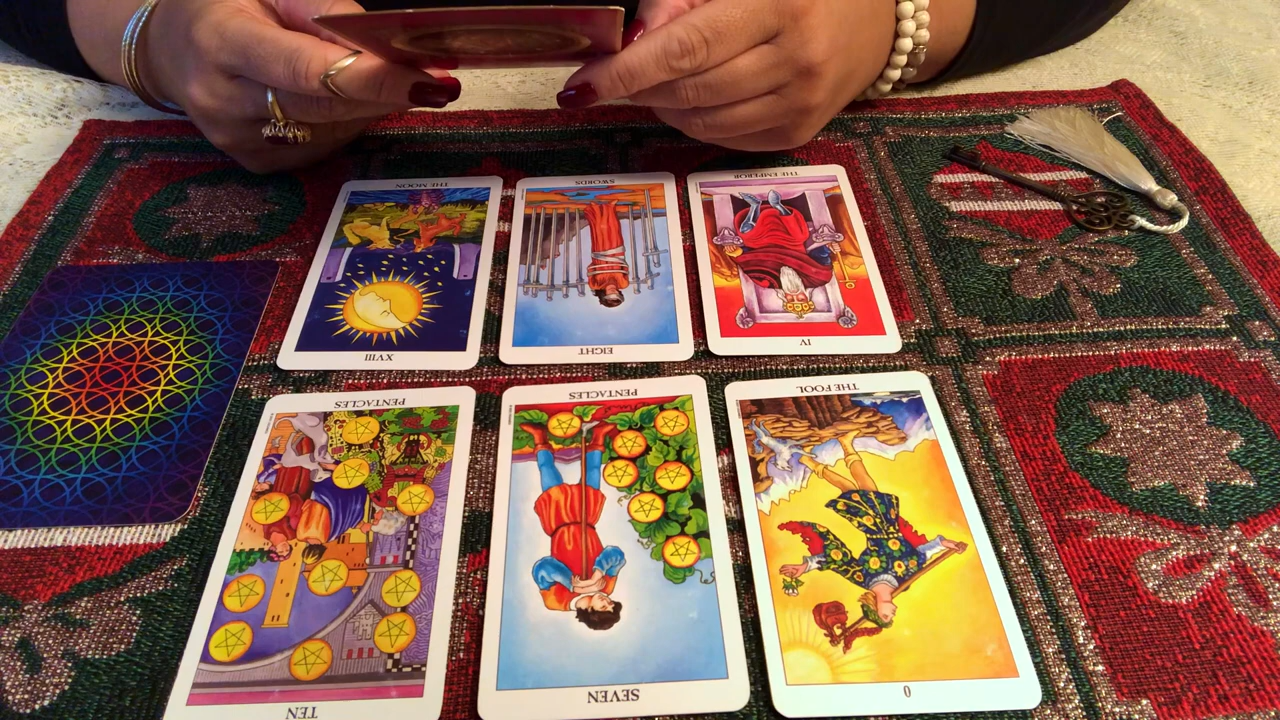 THE MOON
XVIII
SWORDS
EIGHT
THE EMPEROR
IV
PENTACLES
TEN
PENTACLES
SEVEN
THE FOOL
0